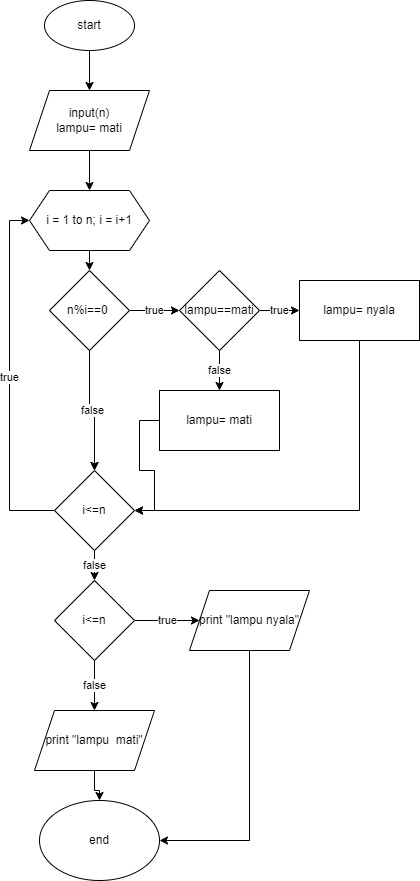 start
input(n)
lampu= mati
i = 1 to n; i = i+1
n%i==0
true
lampu==mati
true
lampu= nyala
false
true
false
lampu= mati
i<=n
false
i<=n
true
print "lampu nyala"
false
print "lampu  mati"
end